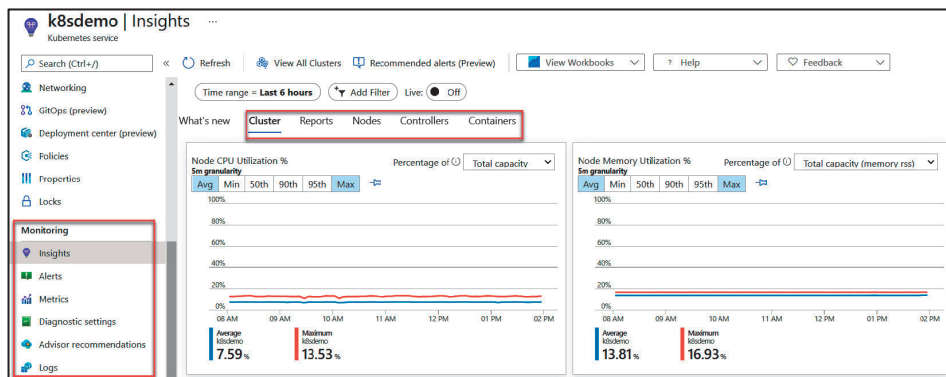 k8sdemo | Insights ...
Kubernetes service
Search (Ctrl+/) «
Refresh View All Clusters Recommended alerts (Preview) View Workbooks ? Help Feedback
Networking
GitOps (preview)
Deployment center (preview)
Policies
Properties
Locks
Monitoring
Insights
Alerts
Metrics
Diagnostic settings
Advisor recommendations
Logs
Time range = Last 6 hours Add Filter Live: Off
What's new Cluster Reports Nodes Controllers Containers
Node CPU Utilization %
5m granularity
Percentage of Total capacity
Avg Min 50th 90th 95th Max
100%
80%
60%
40%
20%
0%
08 AM 09 AM 10 AM 11 AM 12 PM 01 PM 02 PM
Average
k8sdemo
7.59 %
Maximum
k8sdemo
13.53 %
Node Memory Utilization %
5m granularity
Percentage of Total capacity (memory rss)
Avg Min 50th 90th 95th Max
100%
80%
60%
40%
20%
0%
08 AM 09 AM 10 AM 11 AM 12 PM 01 PM 02 PM
Average
k8sdemo
13.81 %
Maximum
k8sdemo
16.93 %